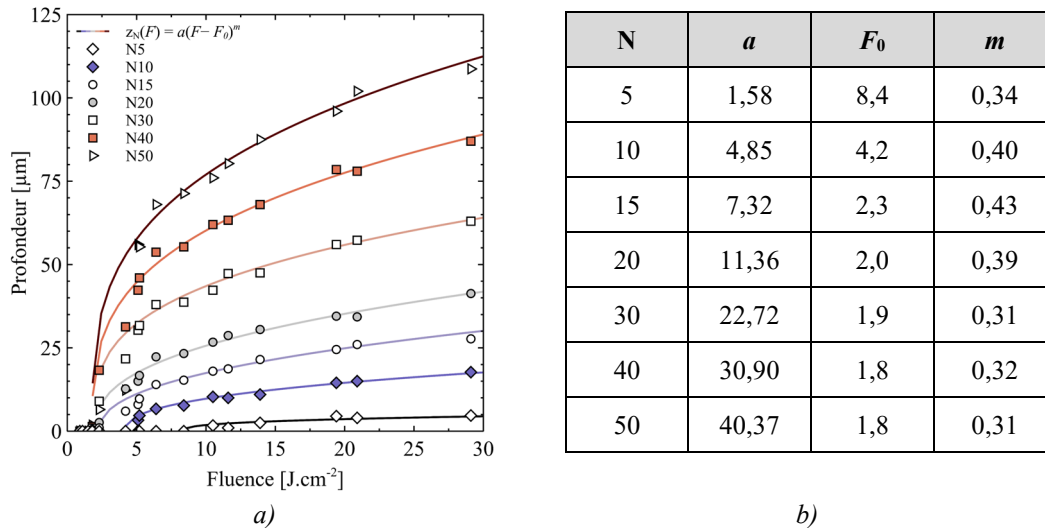 125
100
75
50
25
0
Profondeur [µm]
z_N(F) = a(F– F_0)^m
N5
N10
N15
N20
N30
N40
N50
0 5 10 15 20 25 30
Fluence [J.cm⁻²]
a)
N a F₀ m
5 1,58 8,4 0,34
10 4,85 4,2 0,40
15 7,32 2,3 0,43
20 11,36 2,0 0,39
30 22,72 1,9 0,31
40 30,90 1,8 0,32
50 40,37 1,8 0,31
b)